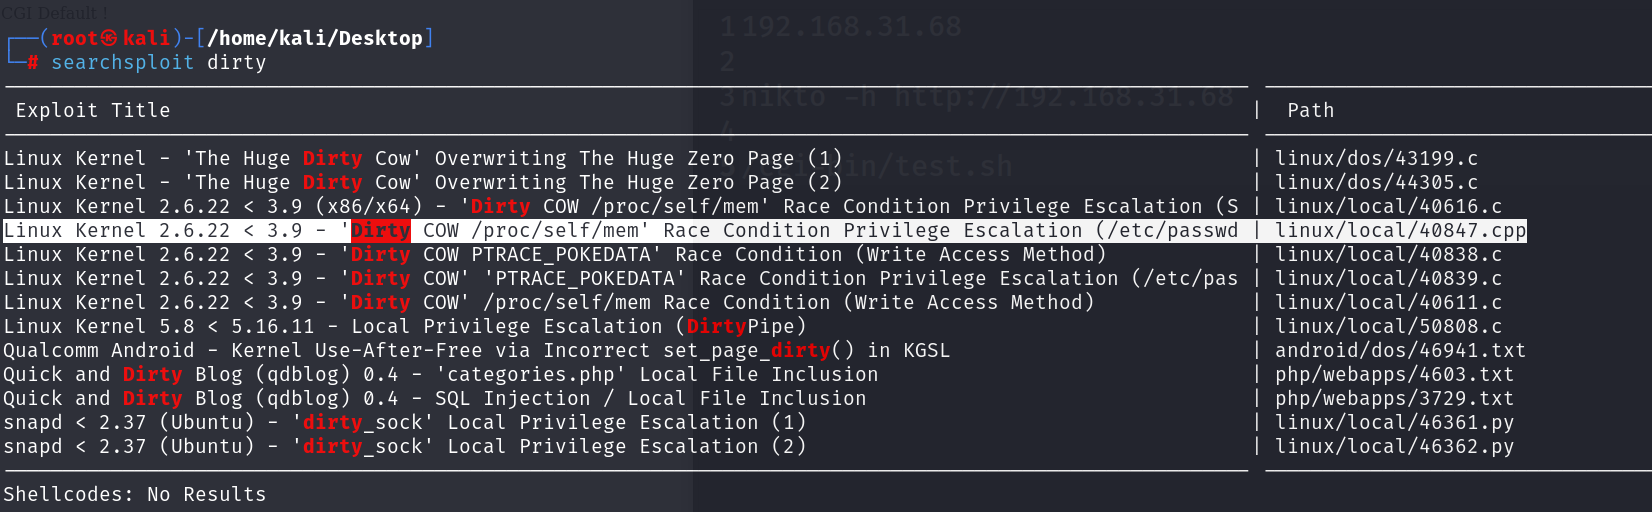 CGI Default !
┌──(root㉿kali)-[/home/kali/Desktop]
└─# searchsploit dirty
Exploit Title | Path
Linux Kernel - 'The Huge Dirty Cow' Overwriting The Huge Zero Page (1) | linux/dos/43199.c
Linux Kernel - 'The Huge Dirty Cow' Overwriting The Huge Zero Page (2) | linux/dos/44305.c
Linux Kernel 2.6.22 < 3.9 (x86/x64) - 'Dirty COW /proc/self/mem' Race Condition Privilege Escalation (S | linux/local/40616.c
Linux Kernel 2.6.22 < 3.9 - 'Dirty COW /proc/self/mem' Race Condition Privilege Escalation (/etc/passwd | linux/local/40847.cpp
Linux Kernel 2.6.22 < 3.9 - 'Dirty COW PTRACE_POKEDATA' Race Condition (Write Access Method) | linux/local/40838.c
Linux Kernel 2.6.22 < 3.9 - 'Dirty COW' 'PTRACE_POKEDATA' Race Condition Privilege Escalation (/etc/pas | linux/local/40839.c
Linux Kernel 2.6.22 < 3.9 - 'Dirty COW' /proc/self/mem Race Condition (Write Access Method) | linux/local/40611.c
Linux Kernel 5.8 < 5.16.11 - Local Privilege Escalation (DirtyPipe) | linux/local/50808.c
Qualcomm Android - Kernel Use-After-Free via Incorrect set_page_dirty() in KGSL | android/dos/46941.txt
Quick and Dirty Blog (qdblog) 0.4 - 'categories.php' Local File Inclusion | php/webapps/4603.txt
Quick and Dirty Blog (qdblog) 0.4 - SQL Injection / Local File Inclusion | php/webapps/3729.txt
snapd < 2.37 (Ubuntu) - 'dirty_sock' Local Privilege Escalation (1) | linux/local/46361.py
snapd < 2.37 (Ubuntu) - 'dirty_sock' Local Privilege Escalation (2) | linux/local/46362.py
Shellcodes: No Results
1 192.168.31.68
2
3 nikto -h http://192.168.31.68
4